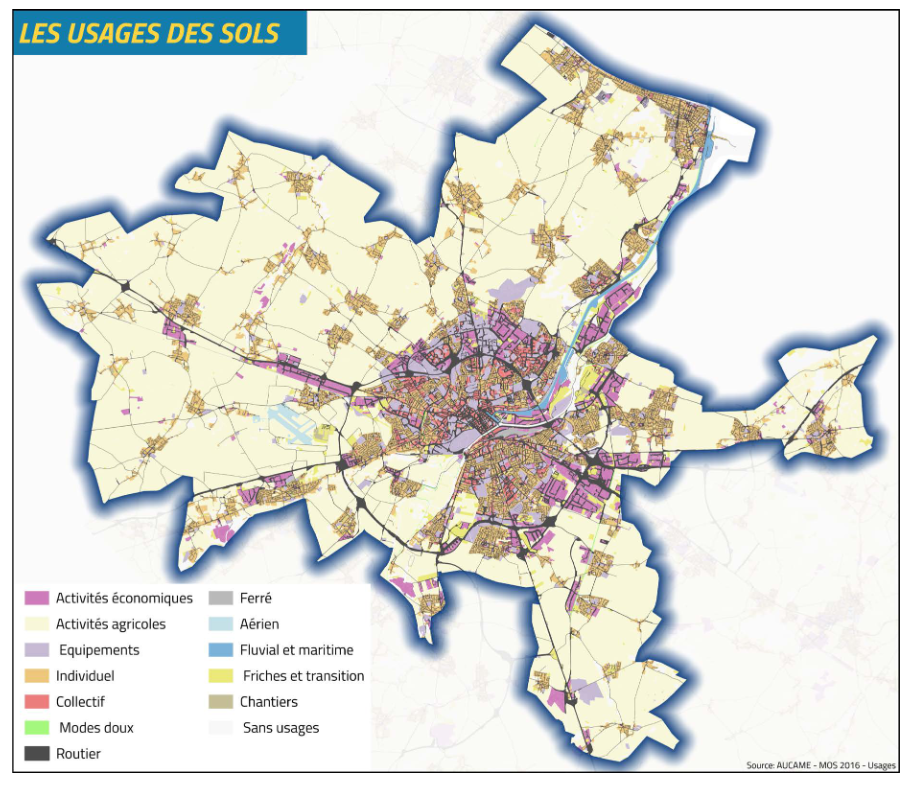 LES USAGES DES SOLS
Activités économiques
Activités agricoles
Equipements
Individuel
Collectif
Modes doux
Routier
Ferré
Aérien
Fluvial et maritime
Friches et transition
Chantiers
Sans usages
Source: AUCAME - MOS 2016 - Usages